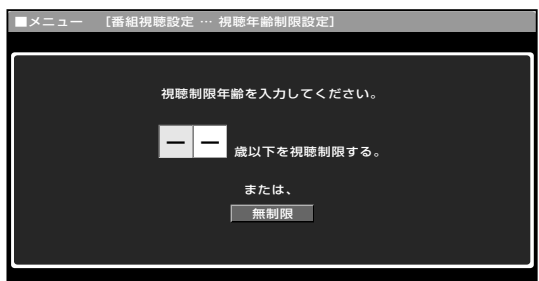 ■メニュー [番組視聴設定 … 視聴年齢制限設定]
視聴制限年齢を入力してください。
ー ー 歳以下を視聴制限する。
または、
無制限